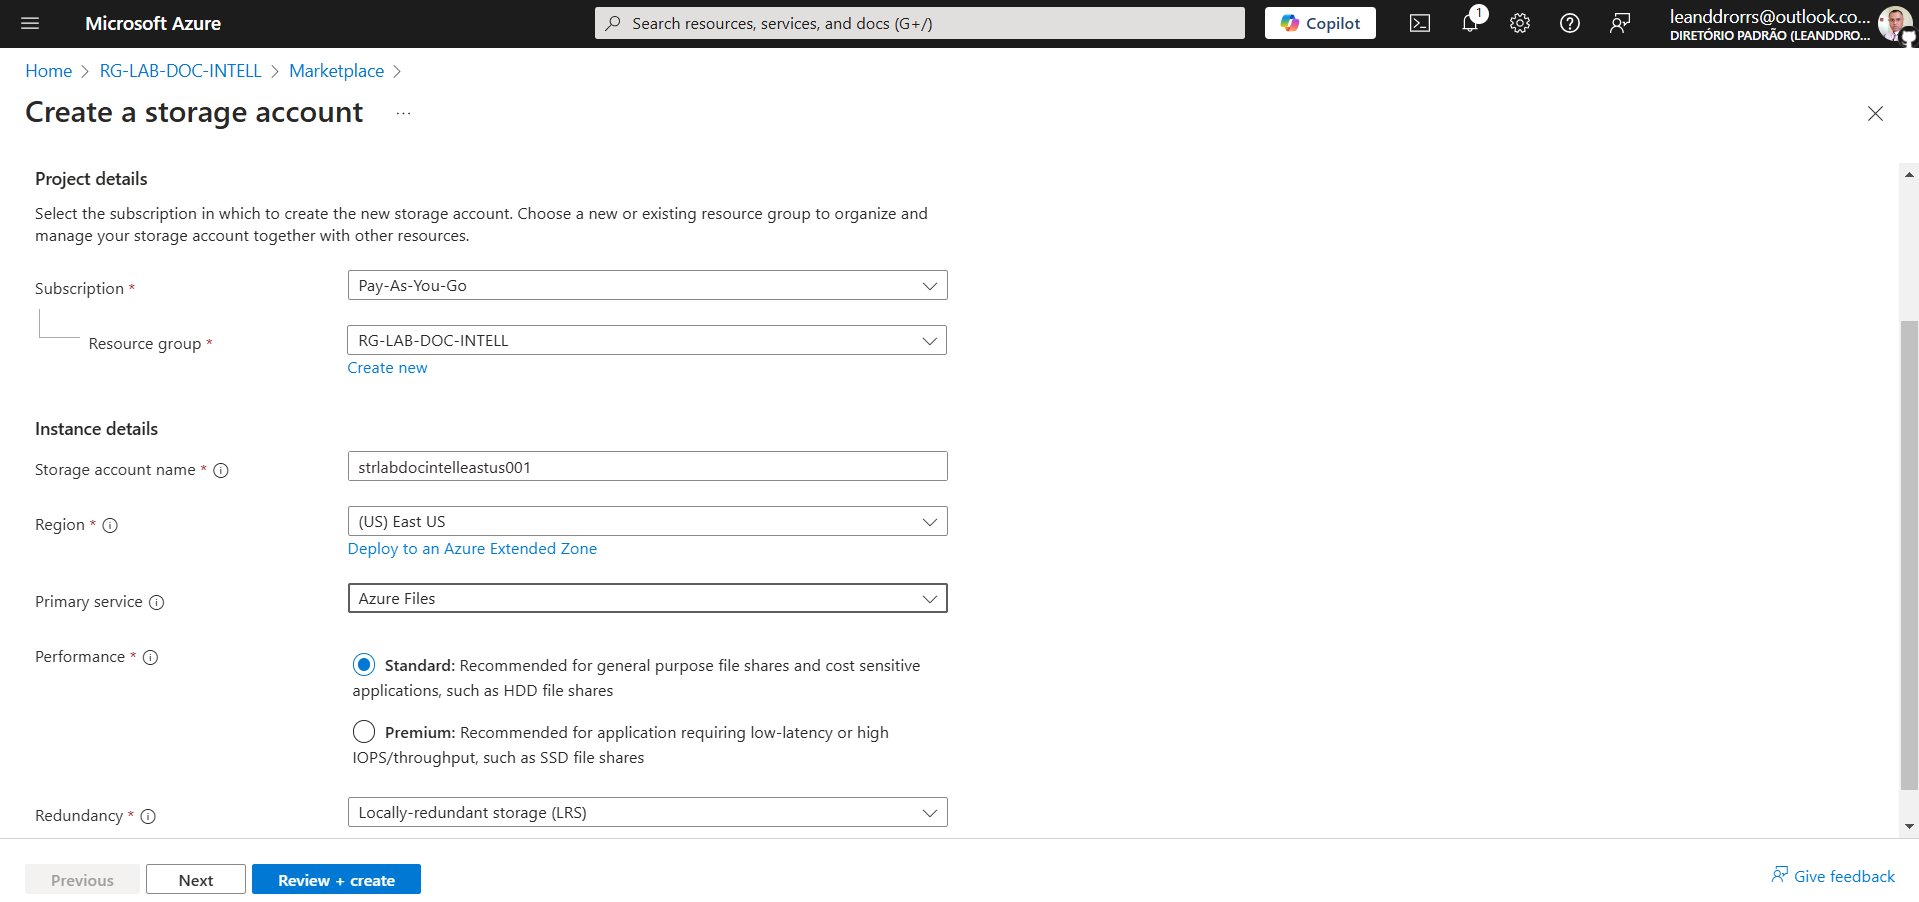 Microsoft Azure
Search resources, services, and docs (G+/)
Copilot
1
leanddrorrs@outlook.co...
DIRETÓRIO PADRÃO (LEANDDRO...
Home > RG-LAB-DOC-INTELL > Marketplace >
Create a storage account ...
Project details
Select the subscription in which to create the new storage account. Choose a new or existing resource group to organize and
manage your storage account together with other resources.
Subscription * Pay-As-You-Go
Resource group * RG-LAB-DOC-INTELL
Create new
Instance details
Storage account name * strlabdocintelleastus001
Region * (US) East US
Deploy to an Azure Extended Zone
Primary service Azure Files
Performance * Standard: Recommended for general purpose file shares and cost sensitive
applications, such as HDD file shares
Premium: Recommended for application requiring low-latency or high
IOPS/throughput, such as SSD file shares
Redundancy * Locally-redundant storage (LRS)
Previous
Next
Review + create
Give feedback